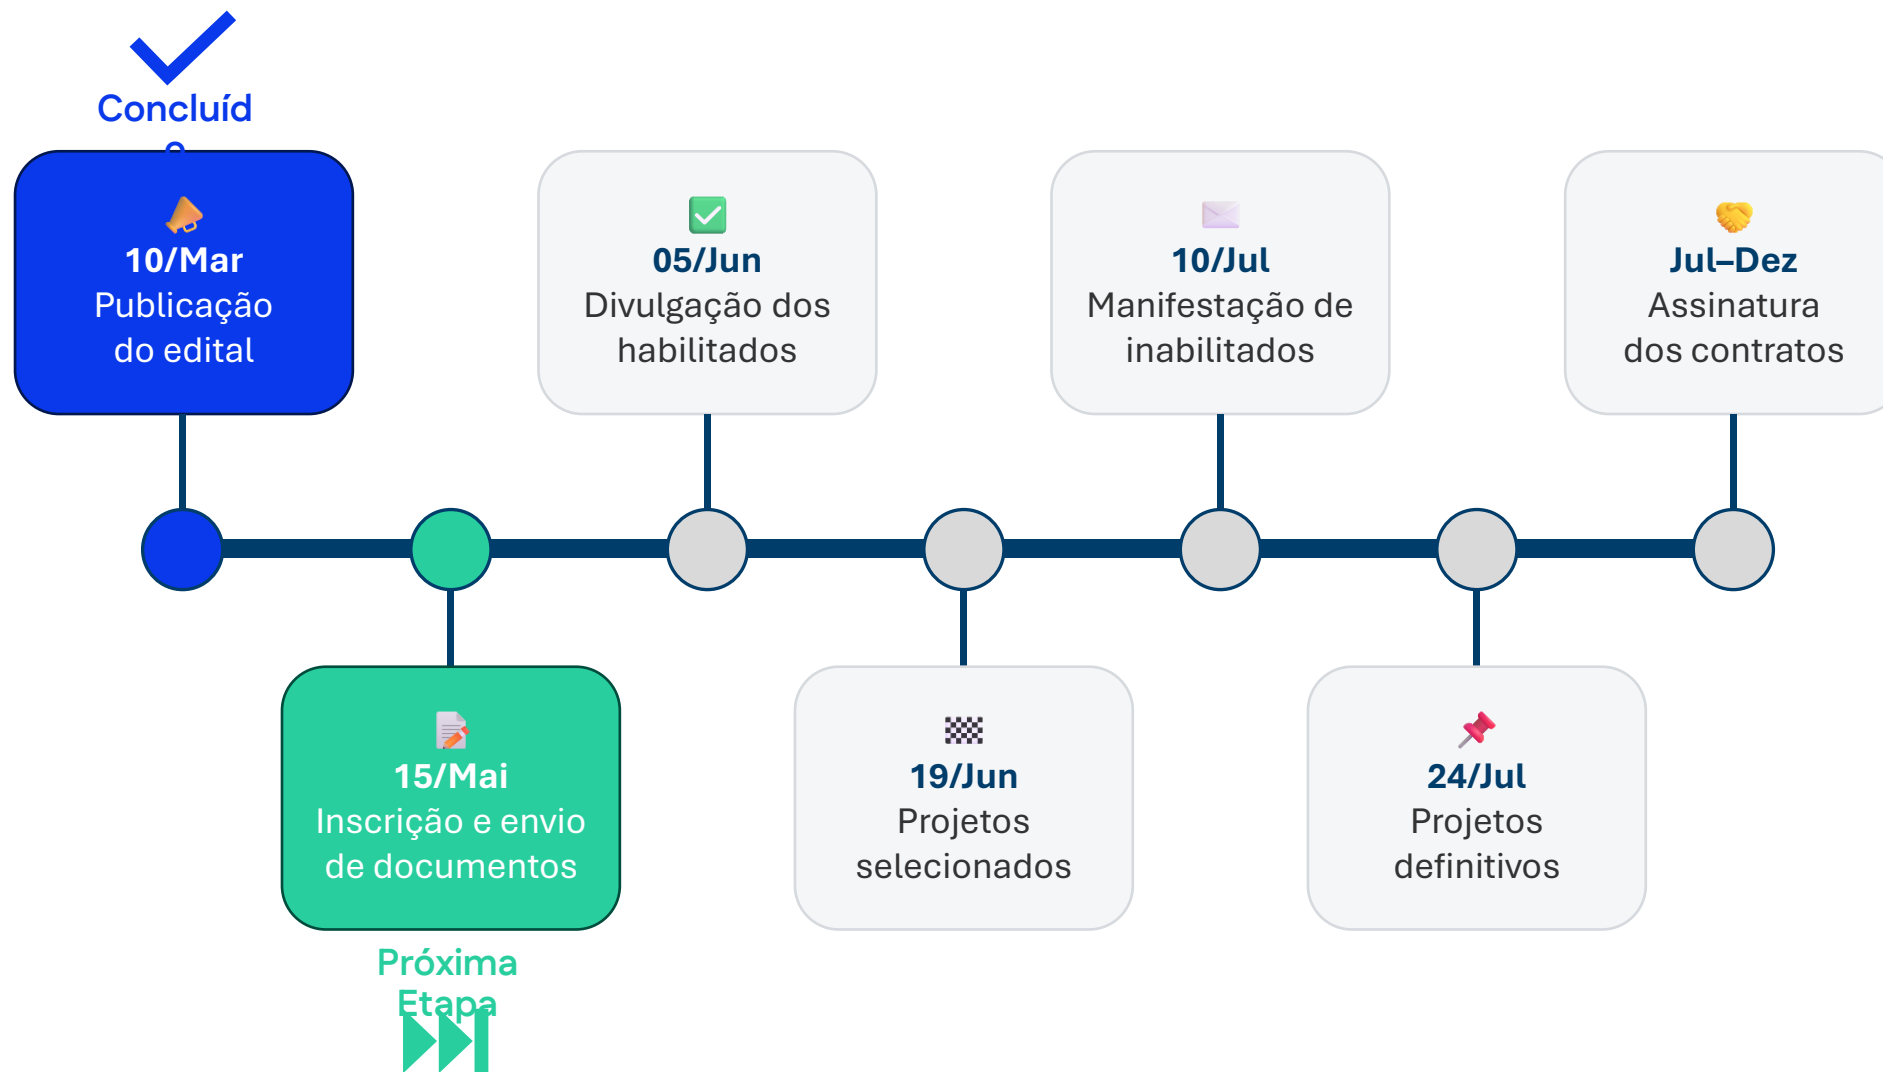 Concluíd
o
10/Mar
Publicação
do edital
05/Jun
Divulgação dos
habilitados
10/Jul
Manifestação de
inabilitados
Jul–Dez
Assinatura
dos contratos
15/Mai
Inscrição e envio
de documentos
19/Jun
Projetos
selecionados
24/Jul
Projetos
definitivos
Próxima
Etapa